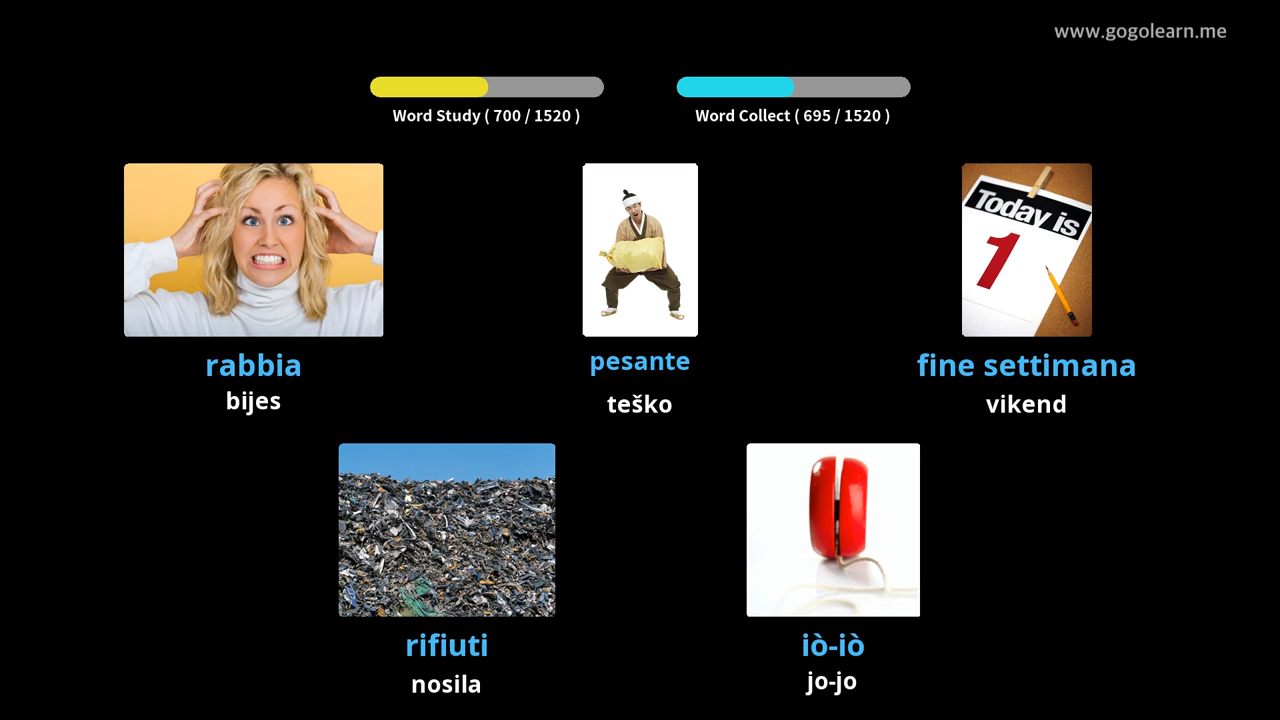 www.gogolearn.me
Word Study ( 700 / 1520 )
Word Collect ( 695 / 1520 )
Today is
1
rabbia
bijes
pesante
teško
fine settimana
vikend
rifiuti
nosila
iò-iò
jo-jo